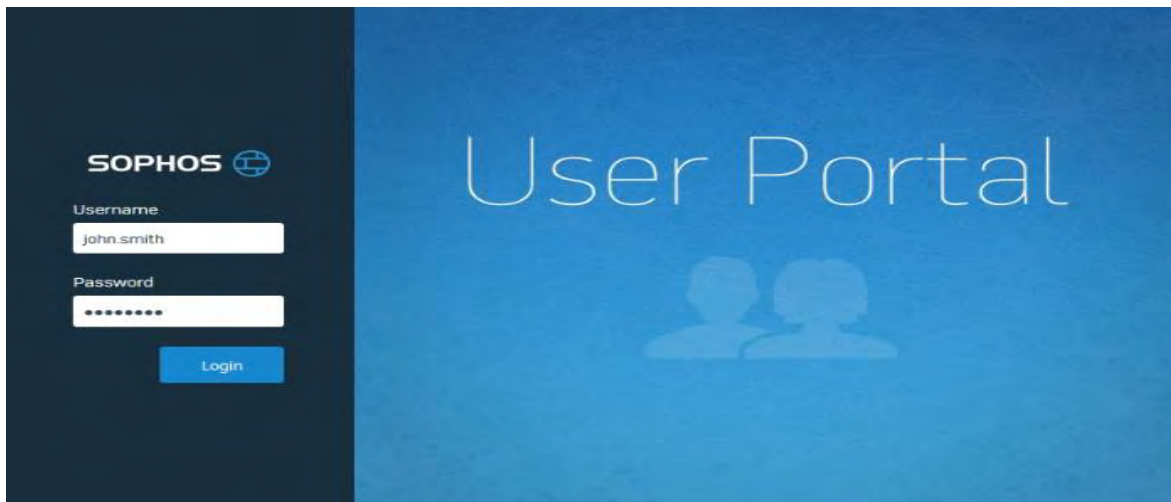 SOPHOS
Username
john.smith
Password
••••••••
Login
User Portal